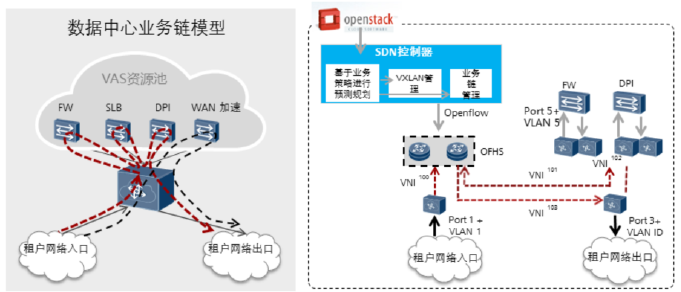 数据中心业务链模型
VAS资源池
FW
SLB
DPI
WAN 加速
租户网络入口
租户网络出口
openstack
SDN控制器
基于业务
策略进行
预测规划
VXLAN管
理
业务
链
管理
Openflow
OFHS
FW
DPI
Port 5+
VLAN 5
VNI 100
VNI 101
VNI 102
VNI 103
Port 1 +
VLAN 1
Port 3+
VLAN ID
租户网络入口
租户网络出口